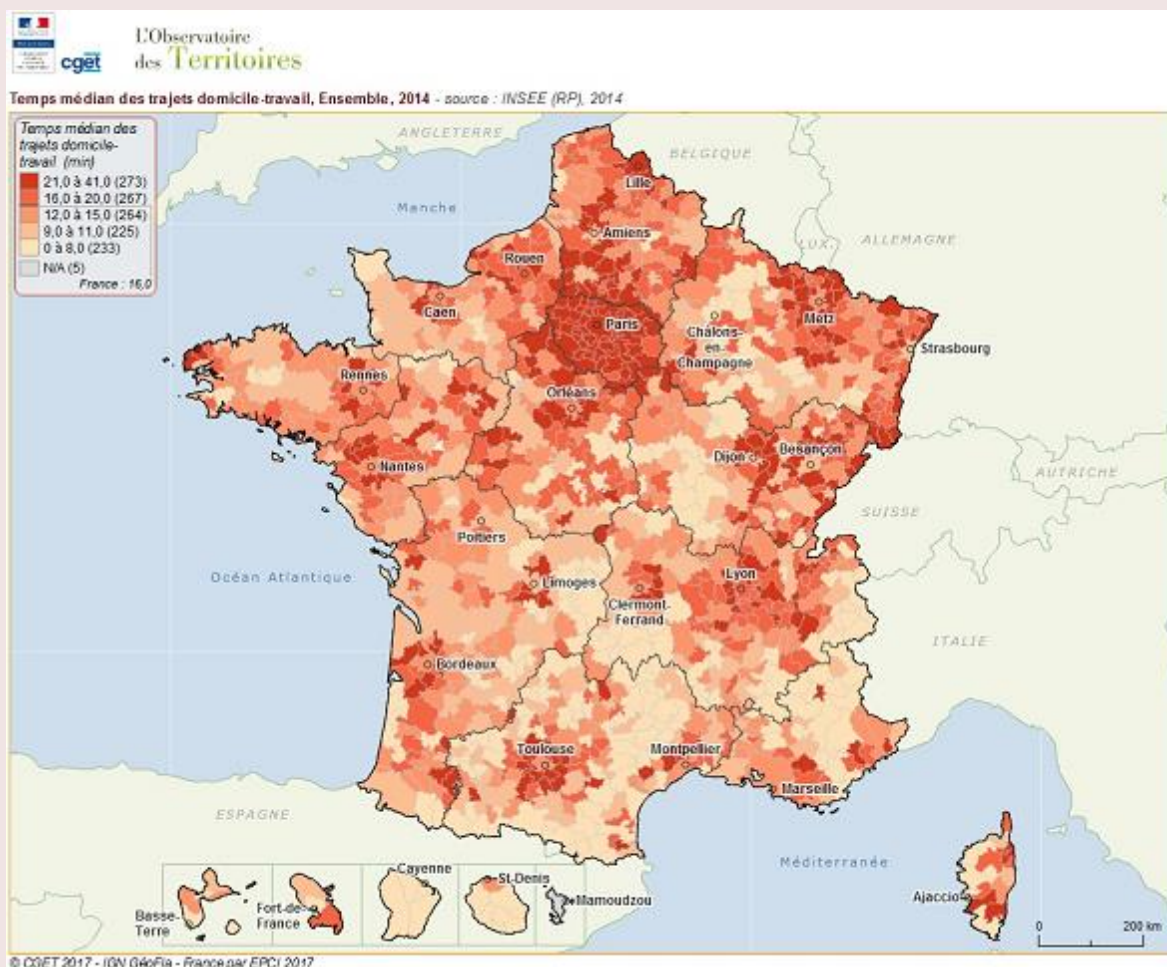 cget
L'Observatoire
des Territoires
Temps médian des trajets domicile-travail, Ensemble, 2014 - source : INSEE (RP), 2014
Temps médian des
trajets domicile-
travail (min)
21,0 à 41,0 (273)
16,0 à 20,0 (267)
12,0 à 15,0 (264)
9,0 à 11,0 (225)
0 à 8,0 (233)
N/A (5)
France : 16,0
ANGLETERRE
BELGIQUE
Lille
Manche
Amiens
LUX.
ALLEMAGNE
Rouen
Caen
Paris
Metz
Châlons-
en-
Champagne
Strasbourg
Rennes
Orléans
Nantes
Dijon
Besançon
AUTRICHE
SUISSE
Poitiers
Océan Atlantique
Limoges
Lyon
Clermont-
Ferrand
ITALIE
Bordeaux
Toulouse
Montpellier
Marseille
ESPAGNE
Méditerranée
Cayenne
St-Denis
Mamoudzou
Basse-
Terre
Fort-de-
France
Ajaccio
0 200 km
© CGET 2017 - IGN GéoFla - France par EPCI 2017